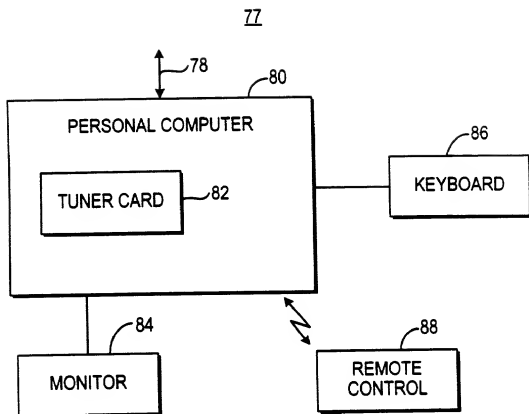 77
78
80
PERSONAL COMPUTER
86
KEYBOARD
TUNER CARD
82
84
MONITOR
88
REMOTE
CONTROL